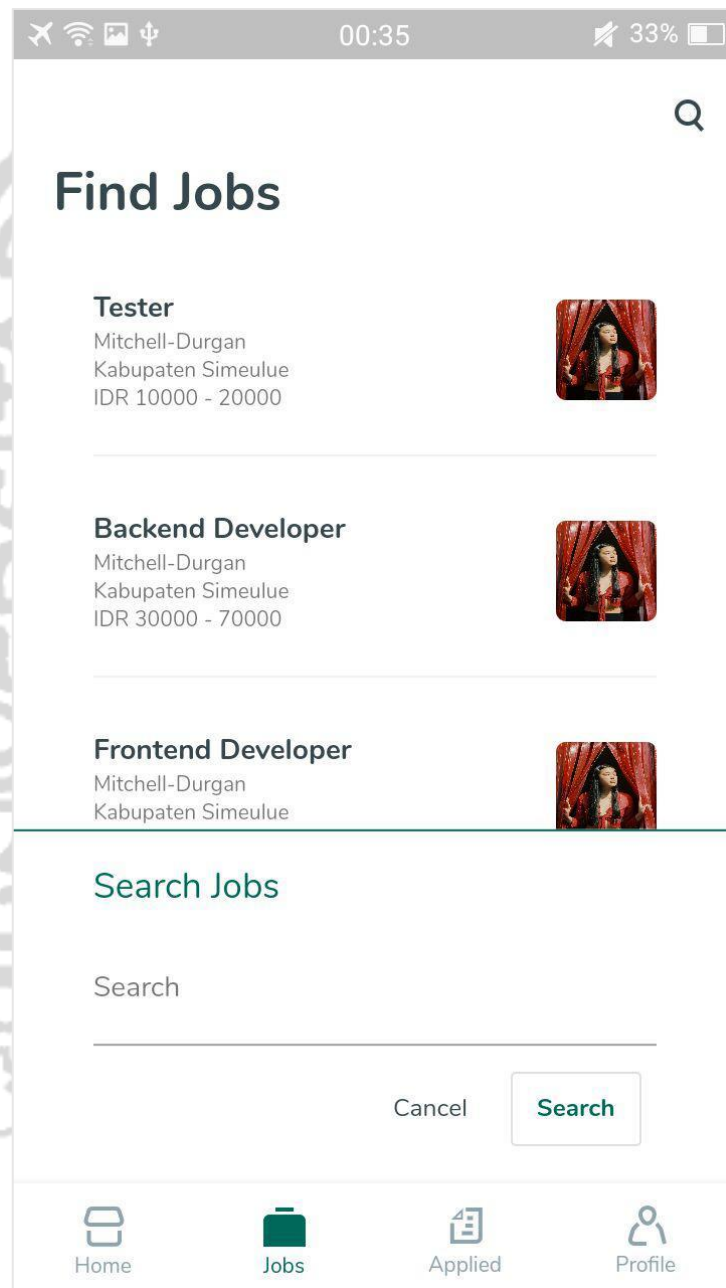 00:35
33%
Find Jobs
Tester
Mitchell-Durgan
Kabupaten Simeulue
IDR 10000 - 20000
Backend Developer
Mitchell-Durgan
Kabupaten Simeulue
IDR 30000 - 70000
Frontend Developer
Mitchell-Durgan
Kabupaten Simeulue
Search Jobs
Search
Cancel
Search
Home
Jobs
Applied
Profile